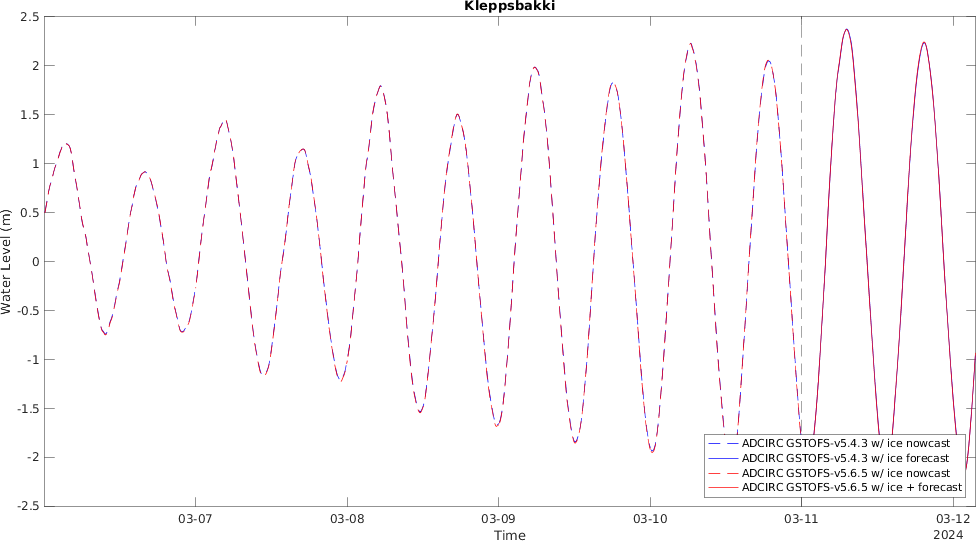 Kleppsbakki
2.5
2
1.5
1
0.5
0
-0.5
-1
-1.5
-2
-2.5
Water Level (m)
ADCIRC GSTOFS-v5.4.3 w/ ice nowcast
ADCIRC GSTOFS-v5.4.3 w/ ice forecast
ADCIRC GSTOFS-v5.6.5 w/ ice nowcast
ADCIRC GSTOFS-v5.6.5 w/ ice + forecast
03-07 03-08 03-09 03-10 03-11 03-12
Time 2024